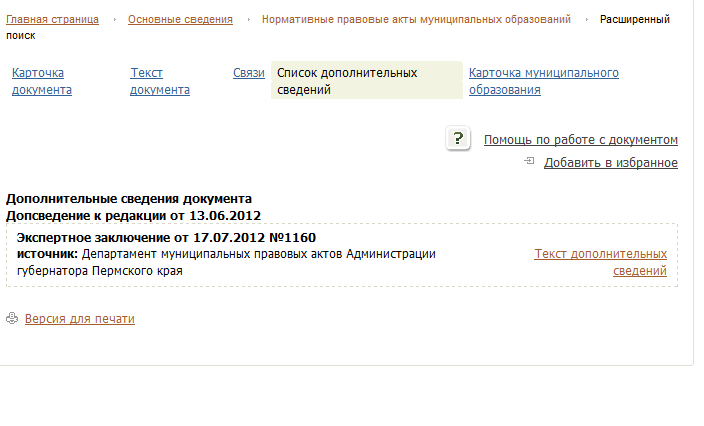 Главная страница › Основные сведения › Нормативные правовые акты муниципальных образований › Расширенный
поиск
Карточка документа
Текст документа
Связи
Список дополнительных сведений
Карточка муниципального образования
? Помощь по работе с документом
Добавить в избранное
Дополнительные сведения документа
Допсведение к редакции от 13.06.2012
Экспертное заключение от 17.07.2012 №1160
источник: Департамент муниципальных правовых актов Администрации
губернатора Пермского края
Текст дополнительных
сведений
Версия для печати